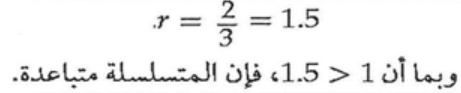 .r = 2/3 = 1.5
وبما أن 1 < 1.5، فإن المتسلسلة متباعدة.